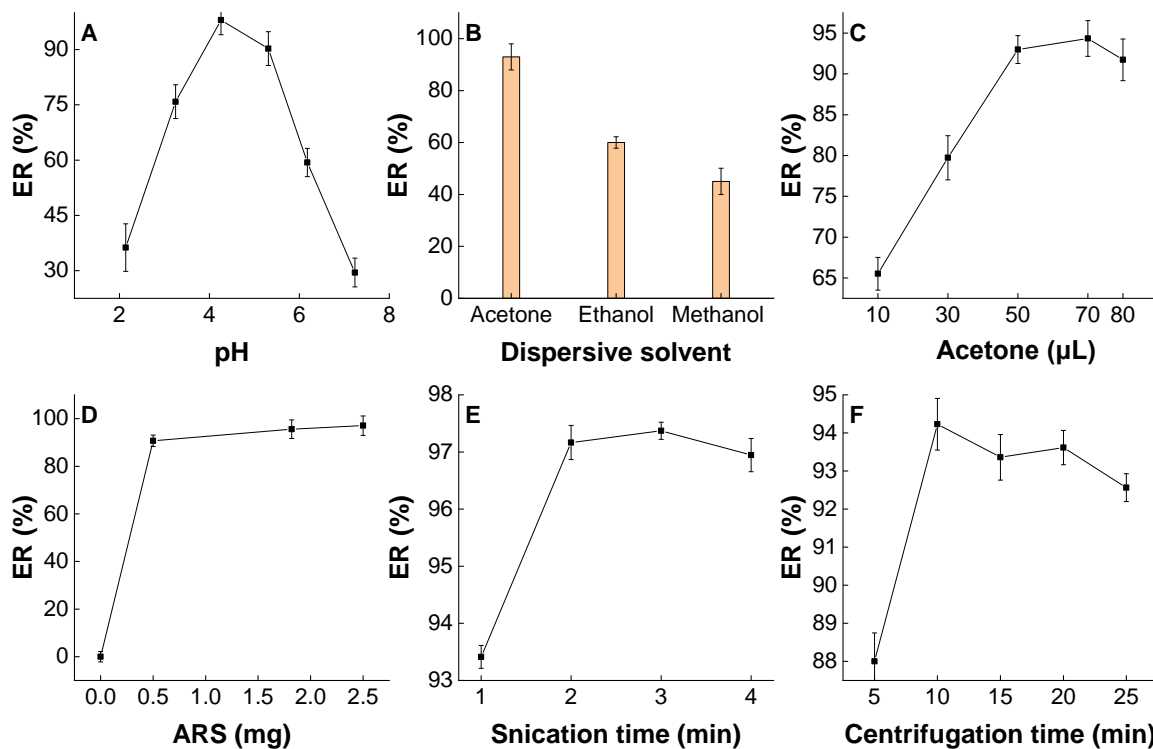 A
ER (%)
90
75
60
45
30
2
4
6
8
pH
B
ER (%)
100
80
60
40
20
0
Acetone
Ethanol
Methanol
Dispersive solvent
C
ER (%)
95
90
85
80
75
70
65
10
30
50
70
80
Acetone (µL)
D
ER (%)
100
80
60
40
20
0
0.0
0.5
1.0
1.5
2.0
2.5
ARS (mg)
E
ER (%)
98
97
96
95
94
93
1
2
3
4
Snication time (min)
F
ER (%)
95
94
93
92
91
90
89
88
5
10
15
20
25
Centrifugation time (min)